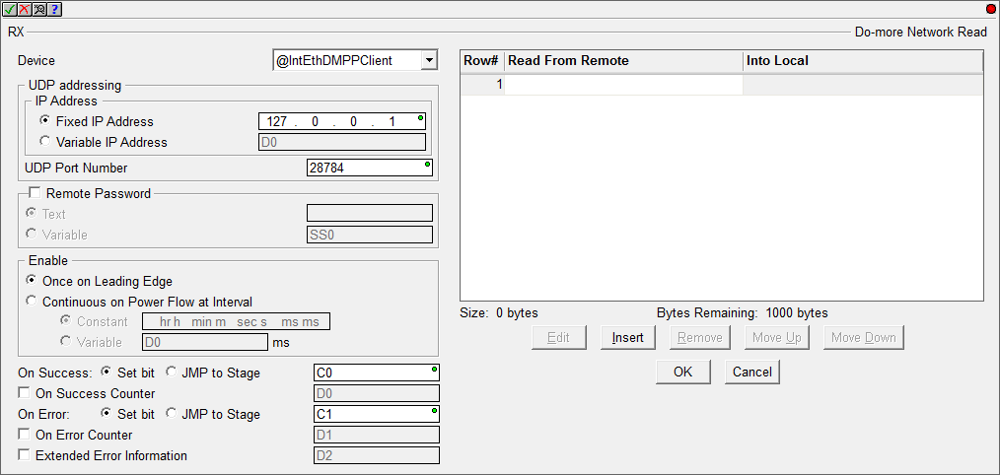 RX
Do-more Network Read
Device
@IntEthDMPPClient
UDP addressing
IP Address
Fixed IP Address
127 . 0 . 0 . 1
Variable IP Address
D0
UDP Port Number
28784
Remote Password
Text
Variable
SS0
Enable
Once on Leading Edge
Continuous on Power Flow at Interval
Constant
hr h min m sec s ms ms
Variable
D0
ms
On Success: Set bit JMP to Stage
C0
On Success Counter
D0
On Error: Set bit JMP to Stage
C1
On Error Counter
D1
Extended Error Information
D2
Row# Read From Remote Into Local
1
Size: 0 bytes Bytes Remaining: 1000 bytes
Edit Insert Remove Move Up Move Down
OK Cancel